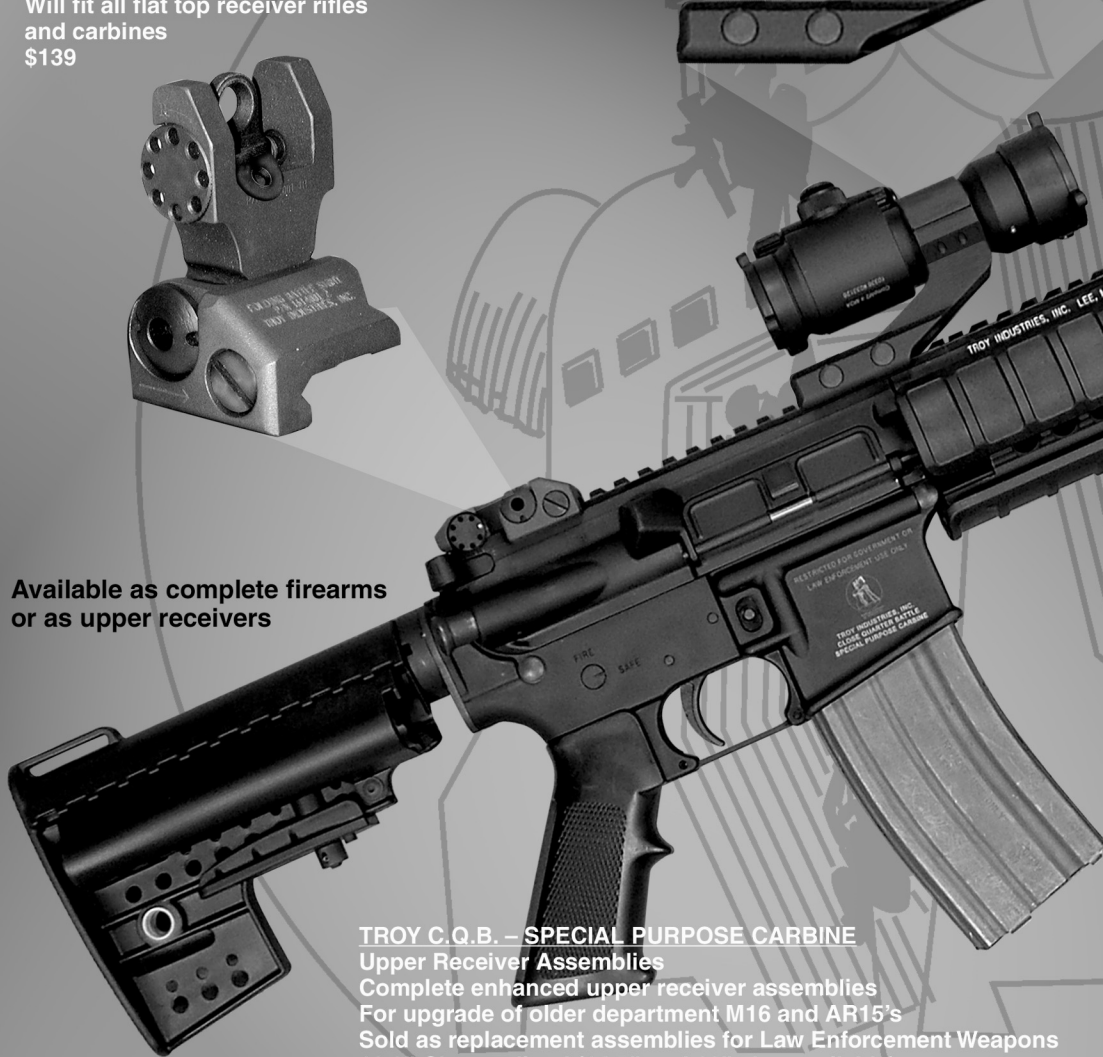 Will fit all flat top receiver rifles
and carbines
$139
FOLDING BATTLE SIGHT
TROY INDUSTRIES, INC.
TROY INDUSTRIES, INC. LEE,
RESTRICTED FOR GOVERNMENT OR
LAW ENFORCEMENT USE ONLY
TROY INDUSTRIES, INC
CLOSE QUARTER BATTLE
SPECIAL PURPOSE CARBINE
Available as complete firearms
or as upper receivers
FIRE
SAFE
TROY C.Q.B. – SPECIAL PURPOSE CARBINE
Upper Receiver Assemblies
Complete enhanced upper receiver assemblies
For upgrade of older department M16 and AR15’s
Sold as replacement assemblies for Law Enforcement Weapons